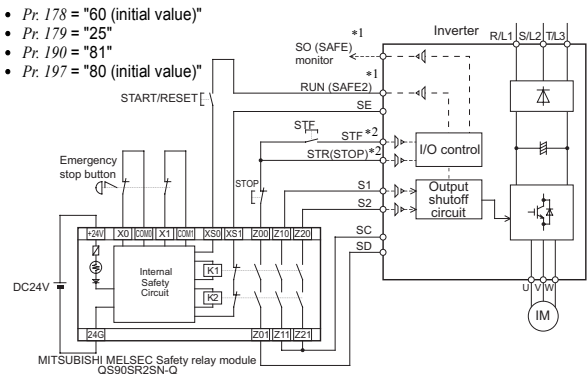 • Pr. 178 = "60 (initial value)"
• Pr. 179 = "25"
• Pr. 190 = "81"
• Pr. 197 = "80 (initial value)"
Inverter
R/L1 S/L2 T/L3
*1
SO (SAFE)
monitor
*1
RUN (SAFE2)
START/RESET
SE
STF
STF *2
STR(STOP) *2
I/O control
Emergency
stop button
STOP
S1
S2
Output
shutoff
circuit
SC
SD
+24V X0 COM0 X1 COM1 XS0 XS1 Z00 Z10 Z20
K1
Internal
Safety
Circuit
DC24V
K2
U V W
IM
24G Z01 Z11 Z21
MITSUBISHI MELSEC Safety relay module
QS90SR2SN-Q